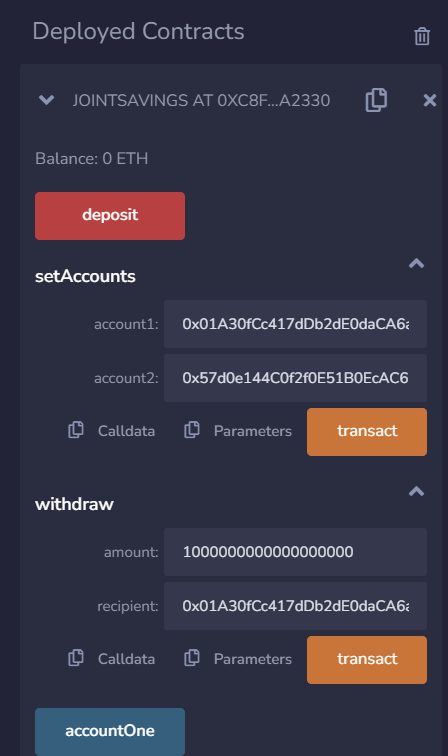 Deployed Contracts
JOINTSAVINGS AT 0XC8F...A2330
Balance: 0 ETH
deposit
setAccounts
account1: 0x01A30fCc417dDb2dE0daCA6a
account2: 0x57d0e144C0f2f0E51B0EcAC6
Calldata Parameters transact
withdraw
amount: 1000000000000000000
recipient: 0x01A30fCc417dDb2dE0daCA6a
Calldata Parameters transact
accountOne